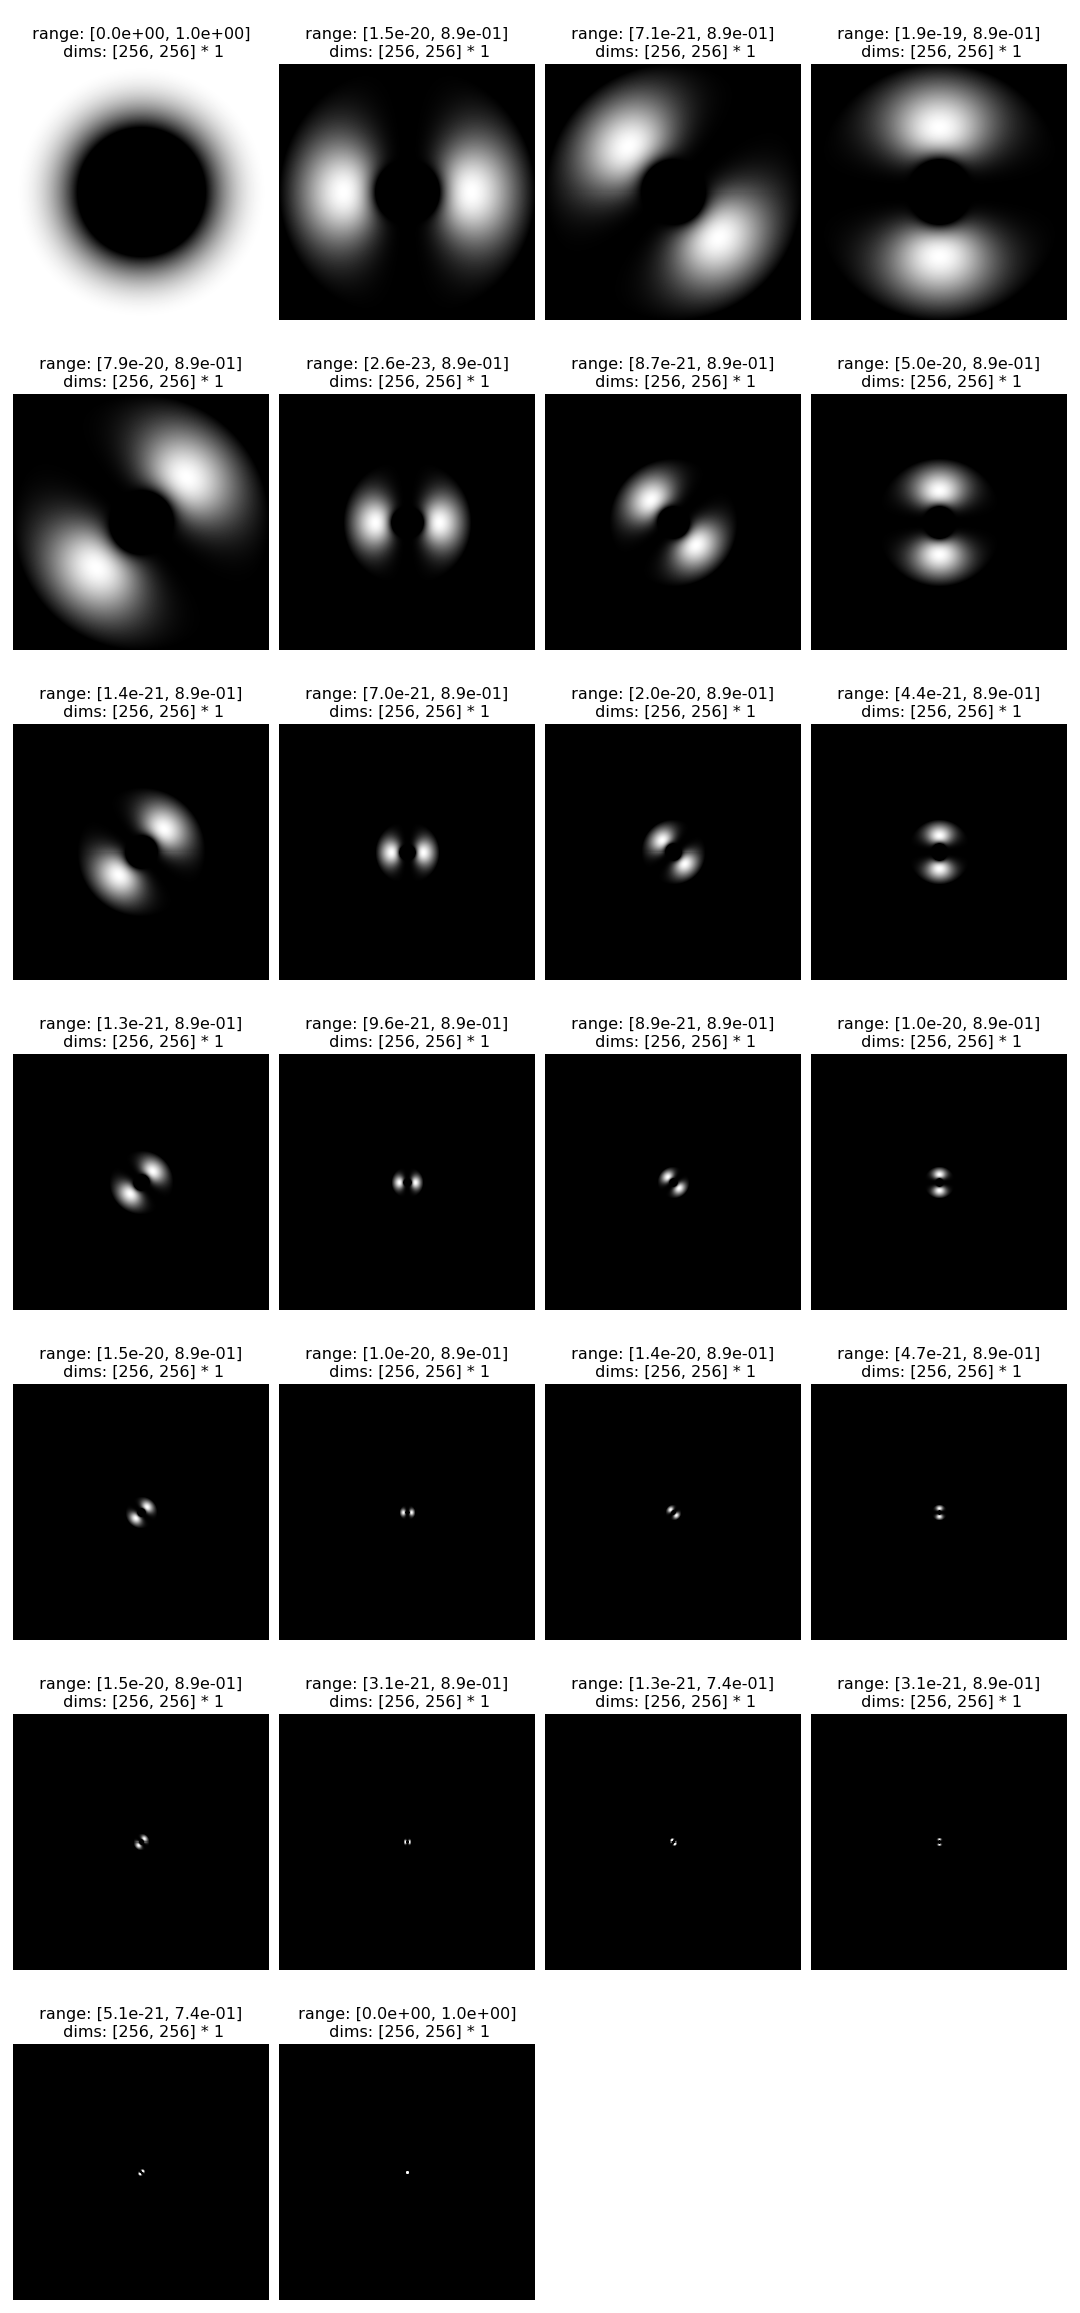 range: [0.0e+00, 1.0e+00]
dims: [256, 256] * 1
range: [1.5e-20, 8.9e-01]
dims: [256, 256] * 1
range: [7.1e-21, 8.9e-01]
dims: [256, 256] * 1
range: [1.9e-19, 8.9e-01]
dims: [256, 256] * 1
range: [7.9e-20, 8.9e-01]
dims: [256, 256] * 1
range: [2.6e-23, 8.9e-01]
dims: [256, 256] * 1
range: [8.7e-21, 8.9e-01]
dims: [256, 256] * 1
range: [5.0e-20, 8.9e-01]
dims: [256, 256] * 1
range: [1.4e-21, 8.9e-01]
dims: [256, 256] * 1
range: [7.0e-21, 8.9e-01]
dims: [256, 256] * 1
range: [2.0e-20, 8.9e-01]
dims: [256, 256] * 1
range: [4.4e-21, 8.9e-01]
dims: [256, 256] * 1
range: [1.3e-21, 8.9e-01]
dims: [256, 256] * 1
range: [9.6e-21, 8.9e-01]
dims: [256, 256] * 1
range: [8.9e-21, 8.9e-01]
dims: [256, 256] * 1
range: [1.0e-20, 8.9e-01]
dims: [256, 256] * 1
range: [1.5e-20, 8.9e-01]
dims: [256, 256] * 1
range: [1.0e-20, 8.9e-01]
dims: [256, 256] * 1
range: [1.4e-20, 8.9e-01]
dims: [256, 256] * 1
range: [4.7e-21, 8.9e-01]
dims: [256, 256] * 1
range: [1.5e-20, 8.9e-01]
dims: [256, 256] * 1
range: [3.1e-21, 8.9e-01]
dims: [256, 256] * 1
range: [1.3e-21, 7.4e-01]
dims: [256, 256] * 1
range: [3.1e-21, 8.9e-01]
dims: [256, 256] * 1
range: [5.1e-21, 7.4e-01]
dims: [256, 256] * 1
range: [0.0e+00, 1.0e+00]
dims: [256, 256] * 1